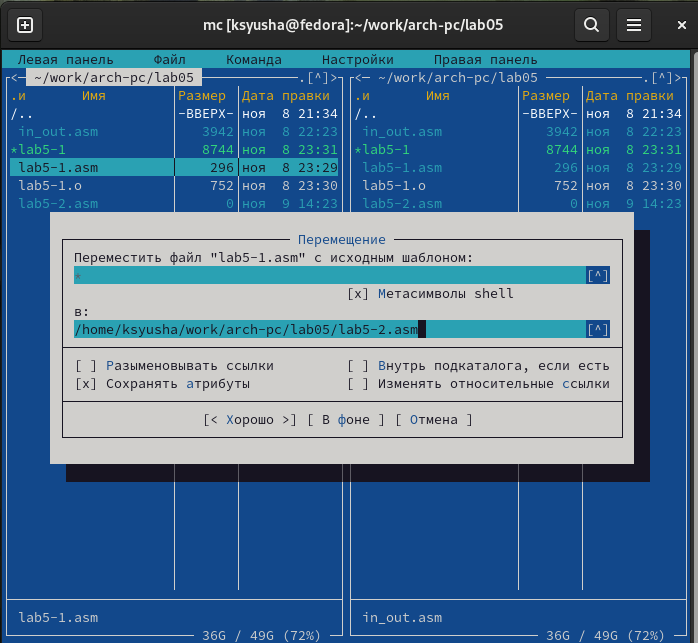 mc [ksyusha@fedora]:~/work/arch-pc/lab05
Левая панель Файл Команда Настройки Правая панель
<— ~/work/arch-pc/lab05 .[^]> <— ~/work/arch-pc/lab05 .[^]>
.и Имя Размер Дата правки .и Имя Размер Дата правки
/.. -ВВЕРХ- ноя 8 21:34 /.. -ВВЕРХ- ноя 8 21:34
in_out.asm 3942 ноя 8 22:23 in_out.asm 3942 ноя 8 22:23
*lab5-1 8744 ноя 8 23:31 *lab5-1 8744 ноя 8 23:31
lab5-1.asm 296 ноя 8 23:29 lab5-1.asm 296 ноя 8 23:29
lab5-1.o 752 ноя 8 23:30 lab5-1.o 752 ноя 8 23:30
lab5-2.asm 0 ноя 9 14:23 lab5-2.asm 0 ноя 9 14:23
Перемещение
Переместить файл "lab5-1.asm" с исходным шаблоном:
* [^]
[x] Метасимволы shell
в:
/home/ksyusha/work/arch-pc/lab05/lab5-2.asm [^]
[ ] Разыменовывать ссылки [ ] Внутрь подкаталога, если есть
[x] Сохранять атрибуты [ ] Изменять относительные ссылки
[< Хорошо >] [ В фоне ] [ Отмена ]
lab5-1.asm in_out.asm
36G / 49G (72%) 36G / 49G (72%)